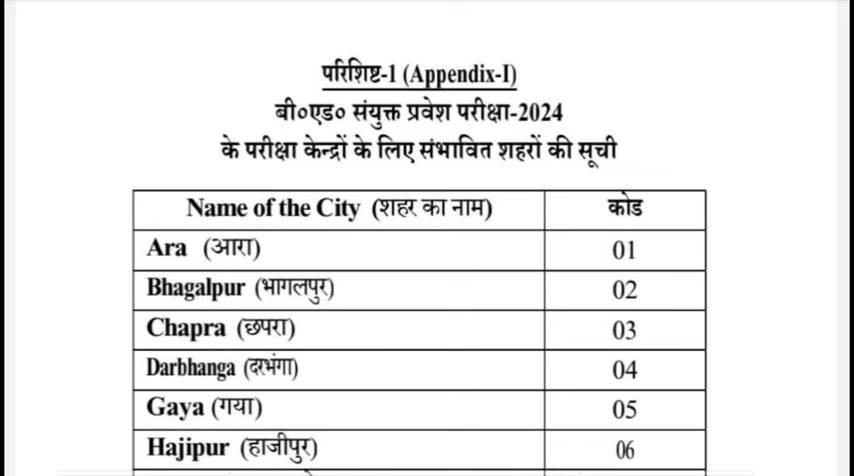 परिशिष्ट-1 (Appendix-I)
बी०एड० संयुक्त प्रवेश परीक्षा-2024
के परीक्षा केन्द्रों के लिए संभावित शहरों की सूची
Name of the City (शहर का नाम) कोड
Ara (आरा) 01
Bhagalpur (भागलपुर) 02
Chapra (छपरा) 03
Darbhanga (दरभंगा) 04
Gaya (गया) 05
Hajipur (हाजीपुर) 06